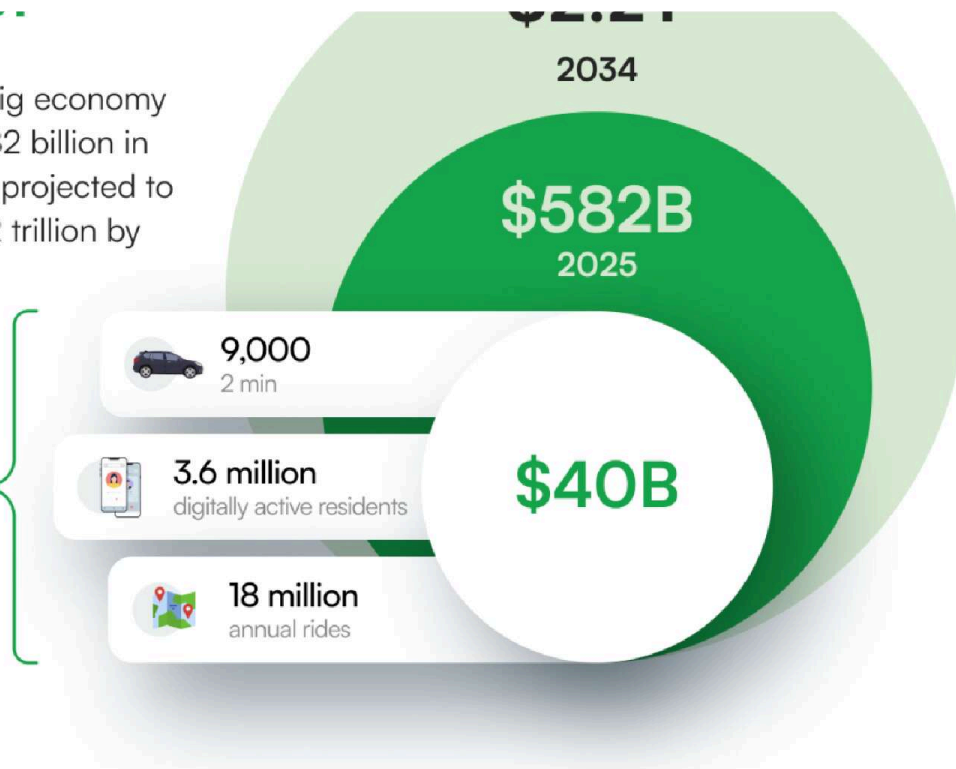 2034
ig economy
2 billion in
projected to
trillion by
$582B
2025
9,000
2 min
3.6 million
digitally active residents
18 million
annual rides
$40B